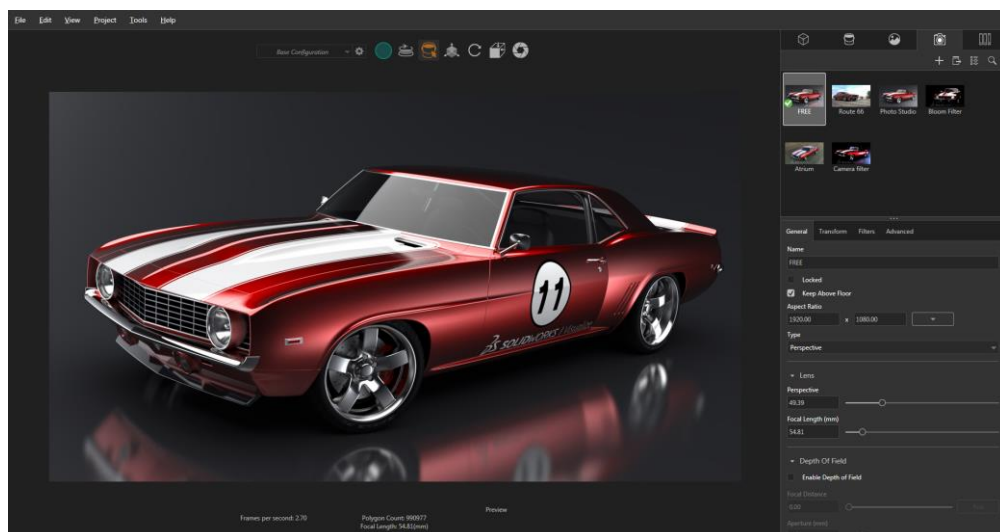 File Edit View Project Tools Help
Base Configuration
FREE Route 66 Photo Studio Bloom Filter
Atrium Camera filter
General Transform Filters Advanced
Name
FREE
Locked
Keep Above Floor
Aspect Ratio
1920.00 x 1080.00
Type
Perspective
Lens
Perspective
49.39
Focal Length (mm)
54.81
Depth Of Field
Enable Depth of Field
Focal Distance
0.00
Aperture (mm)
11
SOLIDWORKS Visualize
Preview
Frames per second: 2.70 Polygon Count: 990977
Focal Length: 54.81(mm)